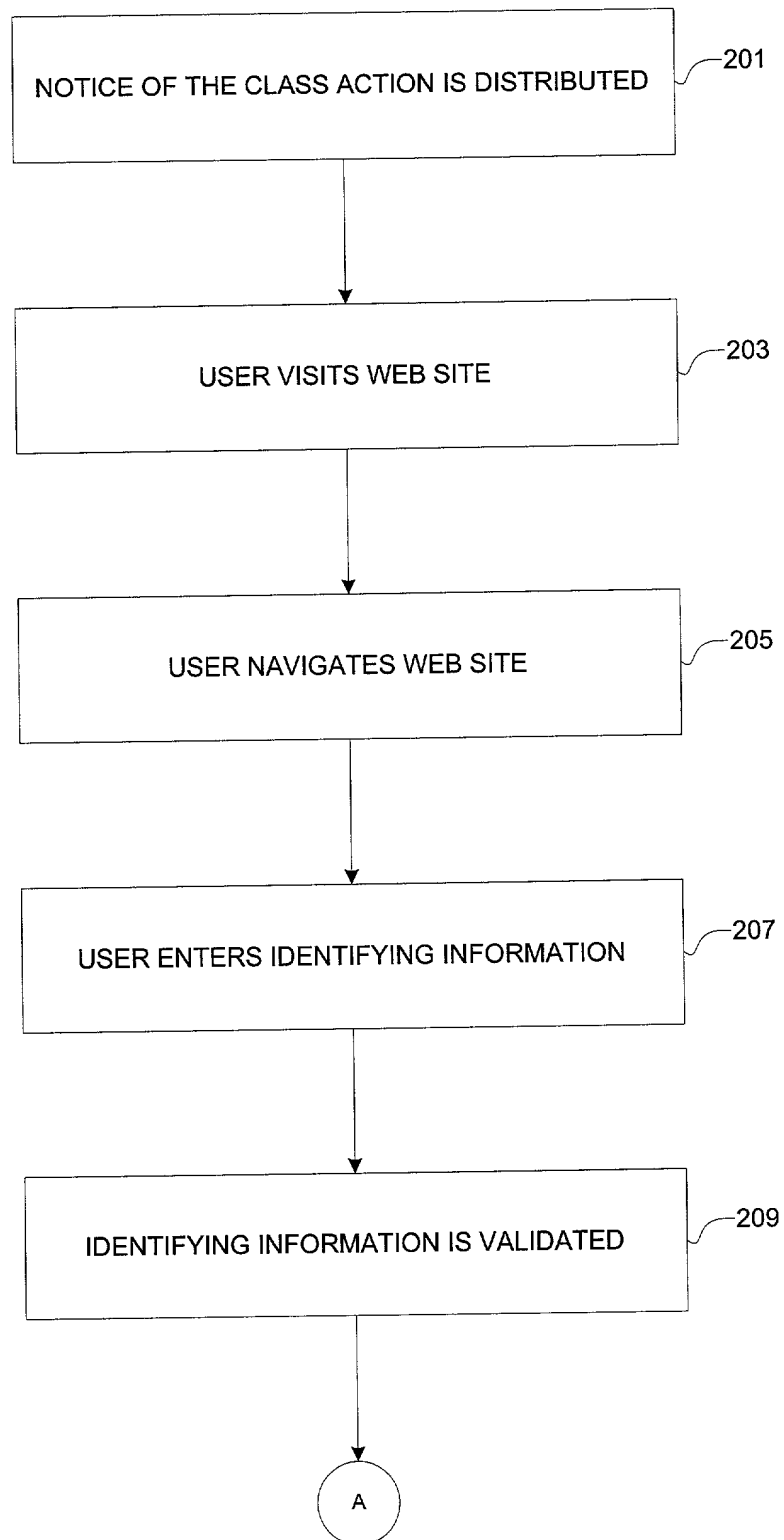 NOTICE OF THE CLASS ACTION IS DISTRIBUTED
201
USER VISITS WEB SITE
203
USER NAVIGATES WEB SITE
205
USER ENTERS IDENTIFYING INFORMATION
207
IDENTIFYING INFORMATION IS VALIDATED
209
A